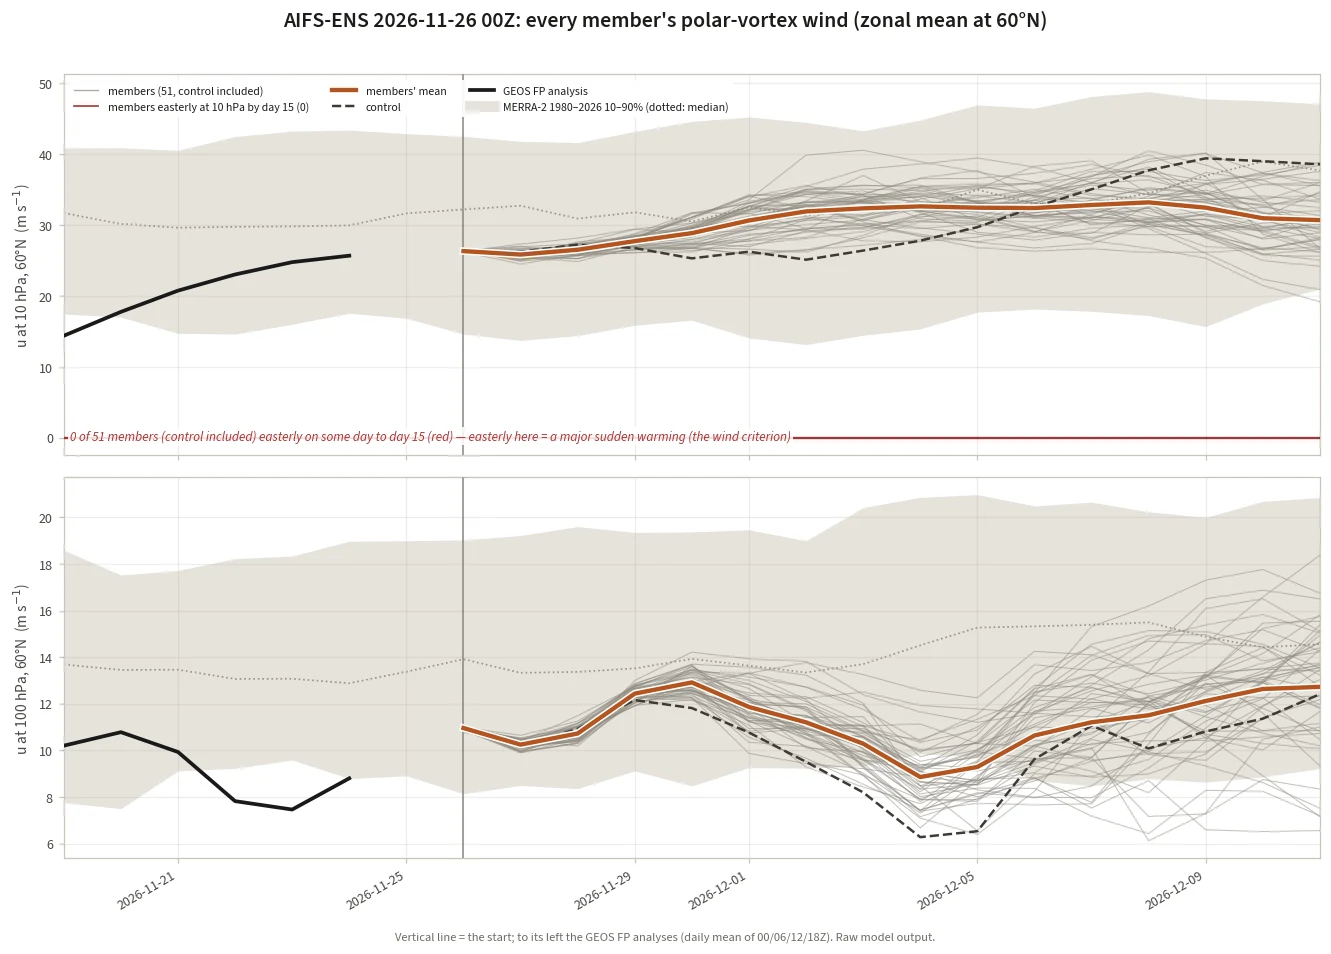 AIFS-ENS 2026-11-26 00Z: every member's polar-vortex wind (zonal mean at 60°N)
members (51, control included)
members easterly at 10 hPa by day 15 (0)
members' mean
control
GEOS FP analysis
MERRA-2 1980–2026 10–90% (dotted: median)
u at 10 hPa, 60°N (m s⁻¹)
50
40
30
20
10
0
0 of 51 members (control included) easterly on some day to day 15 (red) — easterly here = a major sudden warming (the wind criterion)
u at 100 hPa, 60°N (m s⁻¹)
20
18
16
14
12
10
8
6
2026-11-21
2026-11-25
2026-11-29
2026-12-01
2026-12-05
2026-12-09
Vertical line = the start; to its left the GEOS FP analyses (daily mean of 00/06/12/18Z). Raw model output.